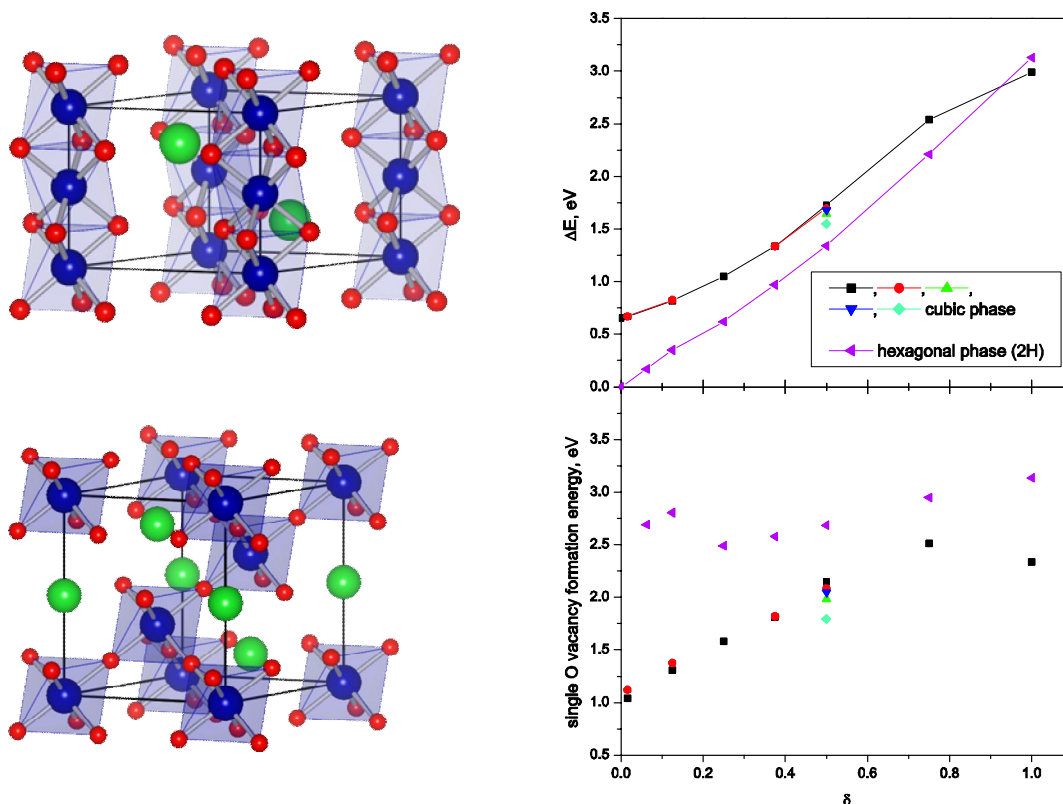 3.5
3.0
2.5
2.0
1.5
1.0
0.5
0.0
ΔE, eV
, , ,
, cubic phase
hexagonal phase (2H)
3.5
3.0
2.5
2.0
1.5
1.0
0.5
single O vacancy formation energy, eV
0.0 0.2 0.4 0.6 0.8 1.0
δ